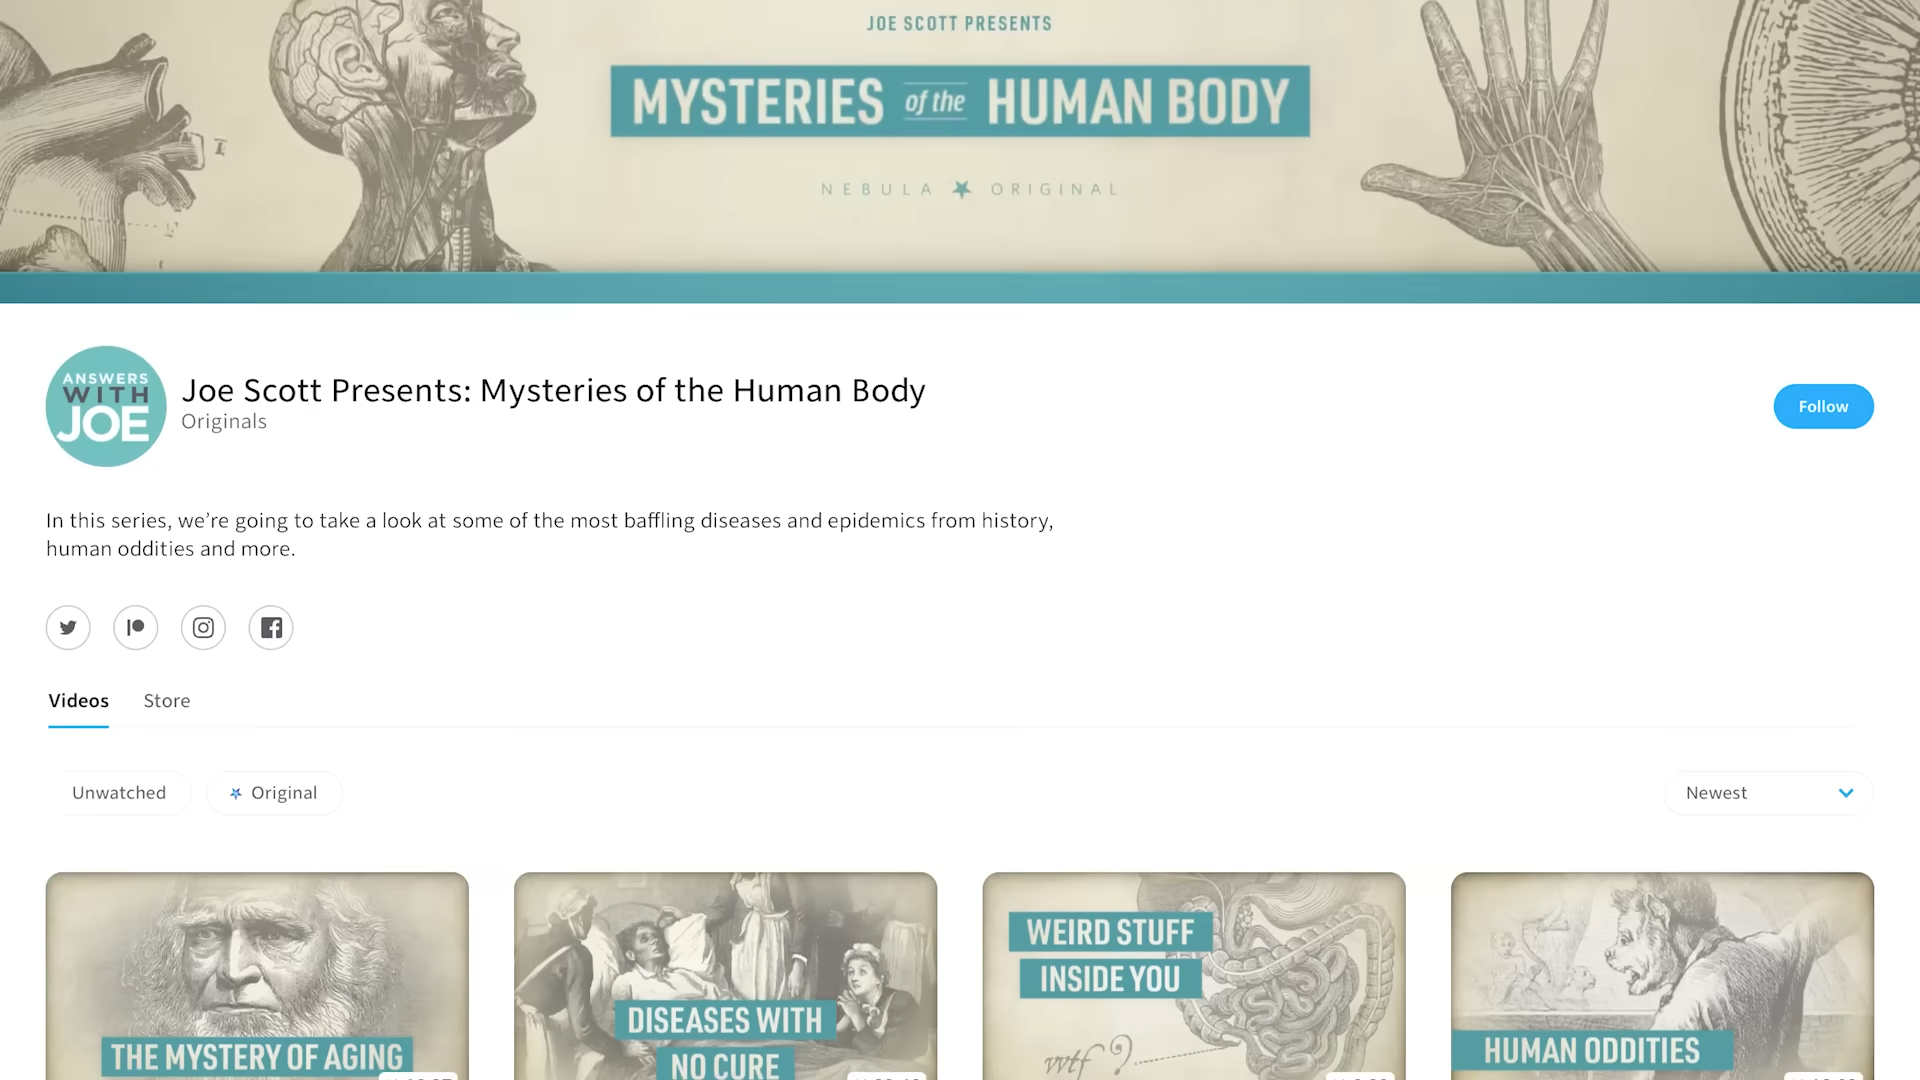 JOE SCOTT PRESENTS
MYSTERIES of the HUMAN BODY
NEBULA ORIGINAL
ANSWERS
WITH
JOE
Joe Scott Presents: Mysteries of the Human Body
Originals
Follow
In this series, we’re going to take a look at some of the most baffling diseases and epidemics from history,
human oddities and more.
Videos Store
Unwatched Original Newest
THE MYSTERY OF AGING
DISEASES WITH
NO CURE
WEIRD STUFF
INSIDE YOU
wtf
HUMAN ODDITIES